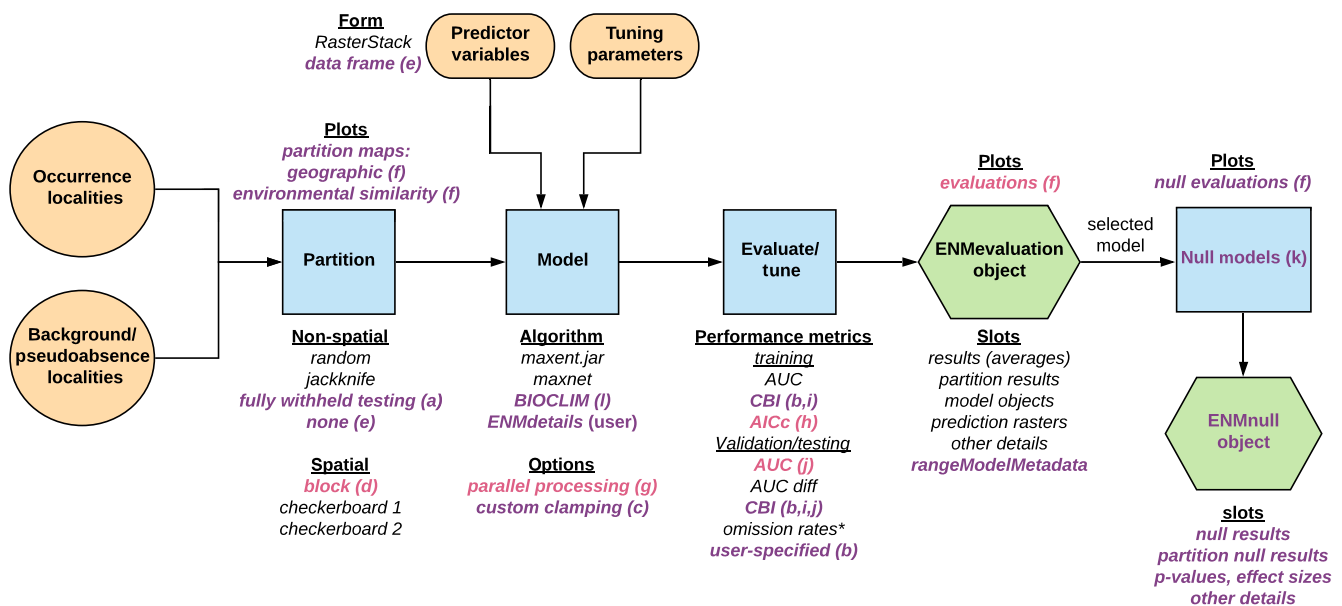 Form
RasterStack
data frame (e)
Predictor
variables
Tuning
parameters
Occurrence
localities
Background/
pseudoabsence
localities
Plots
partition maps:
geographic (f)
environmental similarity (f)
Partition
Non-spatial
random
jackknife
fully withheld testing (a)
none (e)
Spatial
block (d)
checkerboard 1
checkerboard 2
Model
Algorithm
maxent.jar
maxnet
BIOCLIM (l)
ENMdetails (user)
Options
parallel processing (g)
custom clamping (c)
Evaluate/
tune
Performance metrics
training
AUC
CBI (b,i)
AICc (h)
Validation/testing
AUC (j)
AUC diff
CBI (b,i,j)
omission rates*
user-specified (b)
Plots
evaluations (f)
ENMevaluation
object
Slots
results (averages)
partition results
model objects
prediction rasters
other details
rangeModelMetadata
selected
model
Plots
null evaluations (f)
Null models (k)
ENMnull
object
slots
null results
partition null results
p-values, effect sizes
other details